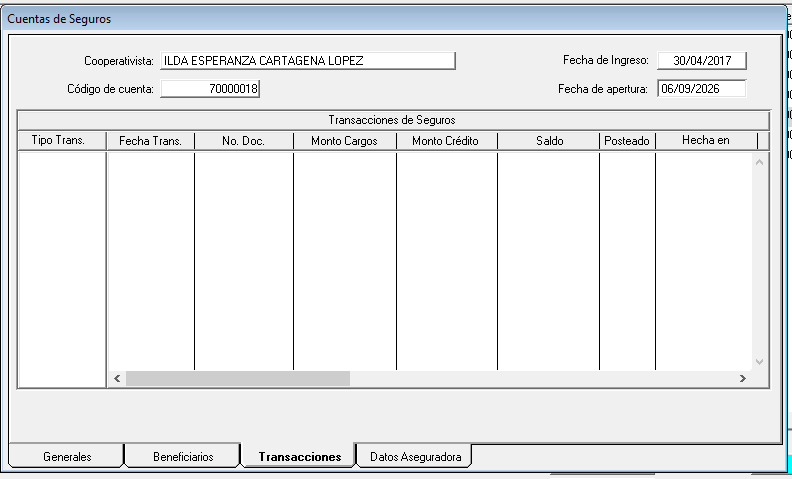 Cuentas de Seguros
Cooperativista: ILDA ESPERANZA CARTAGENA LOPEZ Fecha de Ingreso: 30/04/2017
Código de cuenta: 70000018 Fecha de apertura: 06/09/2026
Transacciones de Seguros
Tipo Trans. Fecha Trans. No. Doc. Monto Cargos Monto Crédito Saldo Posteado Hecha en
Generales Beneficiarios Transacciones Datos Aseguradora